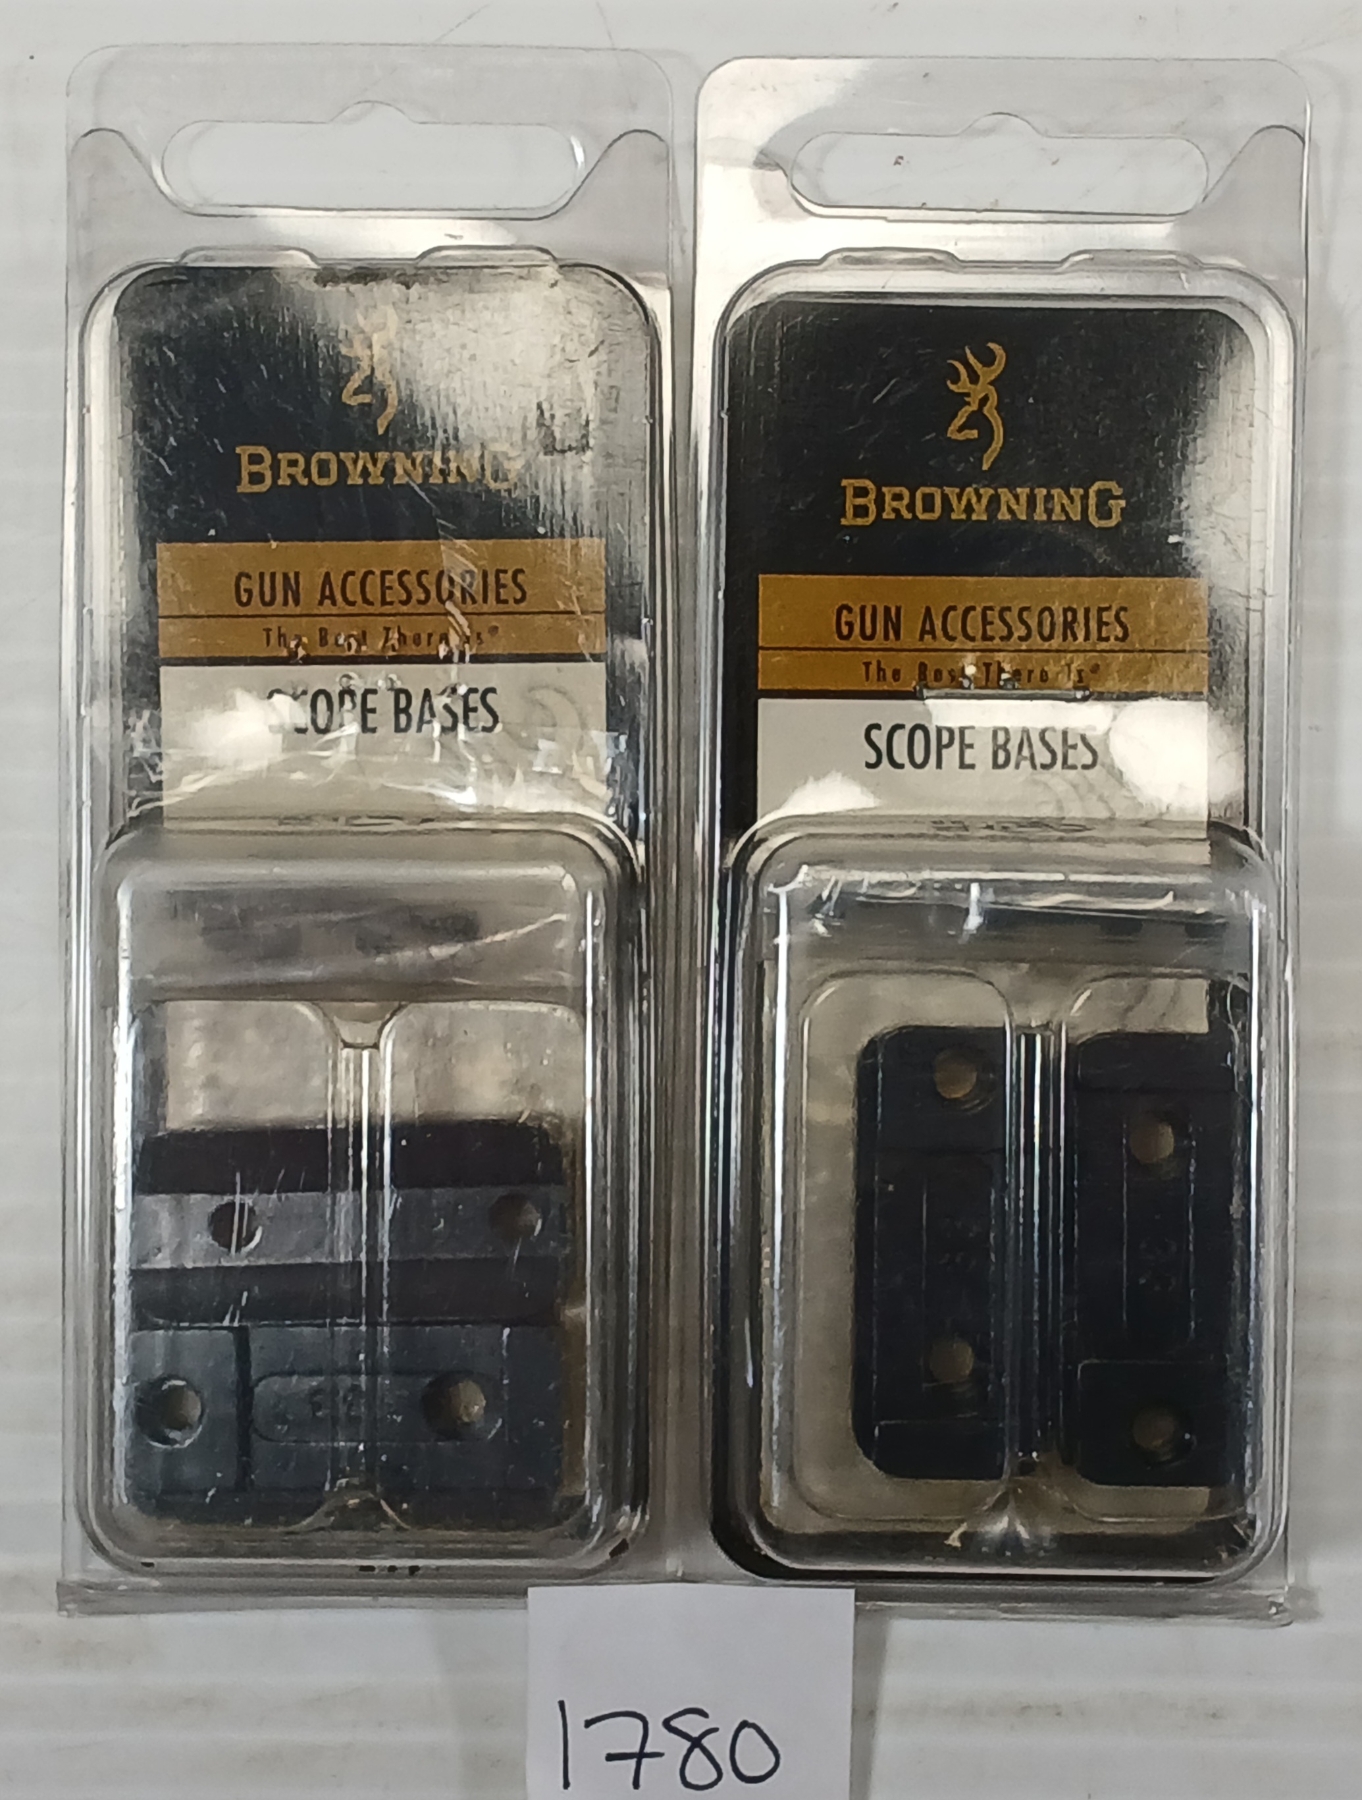 BROWNING
GUN ACCESSORIES
The Best There Is®
SCOPE BASES
BROWNING
GUN ACCESSORIES
The Best There Is®
SCOPE BASES
1780